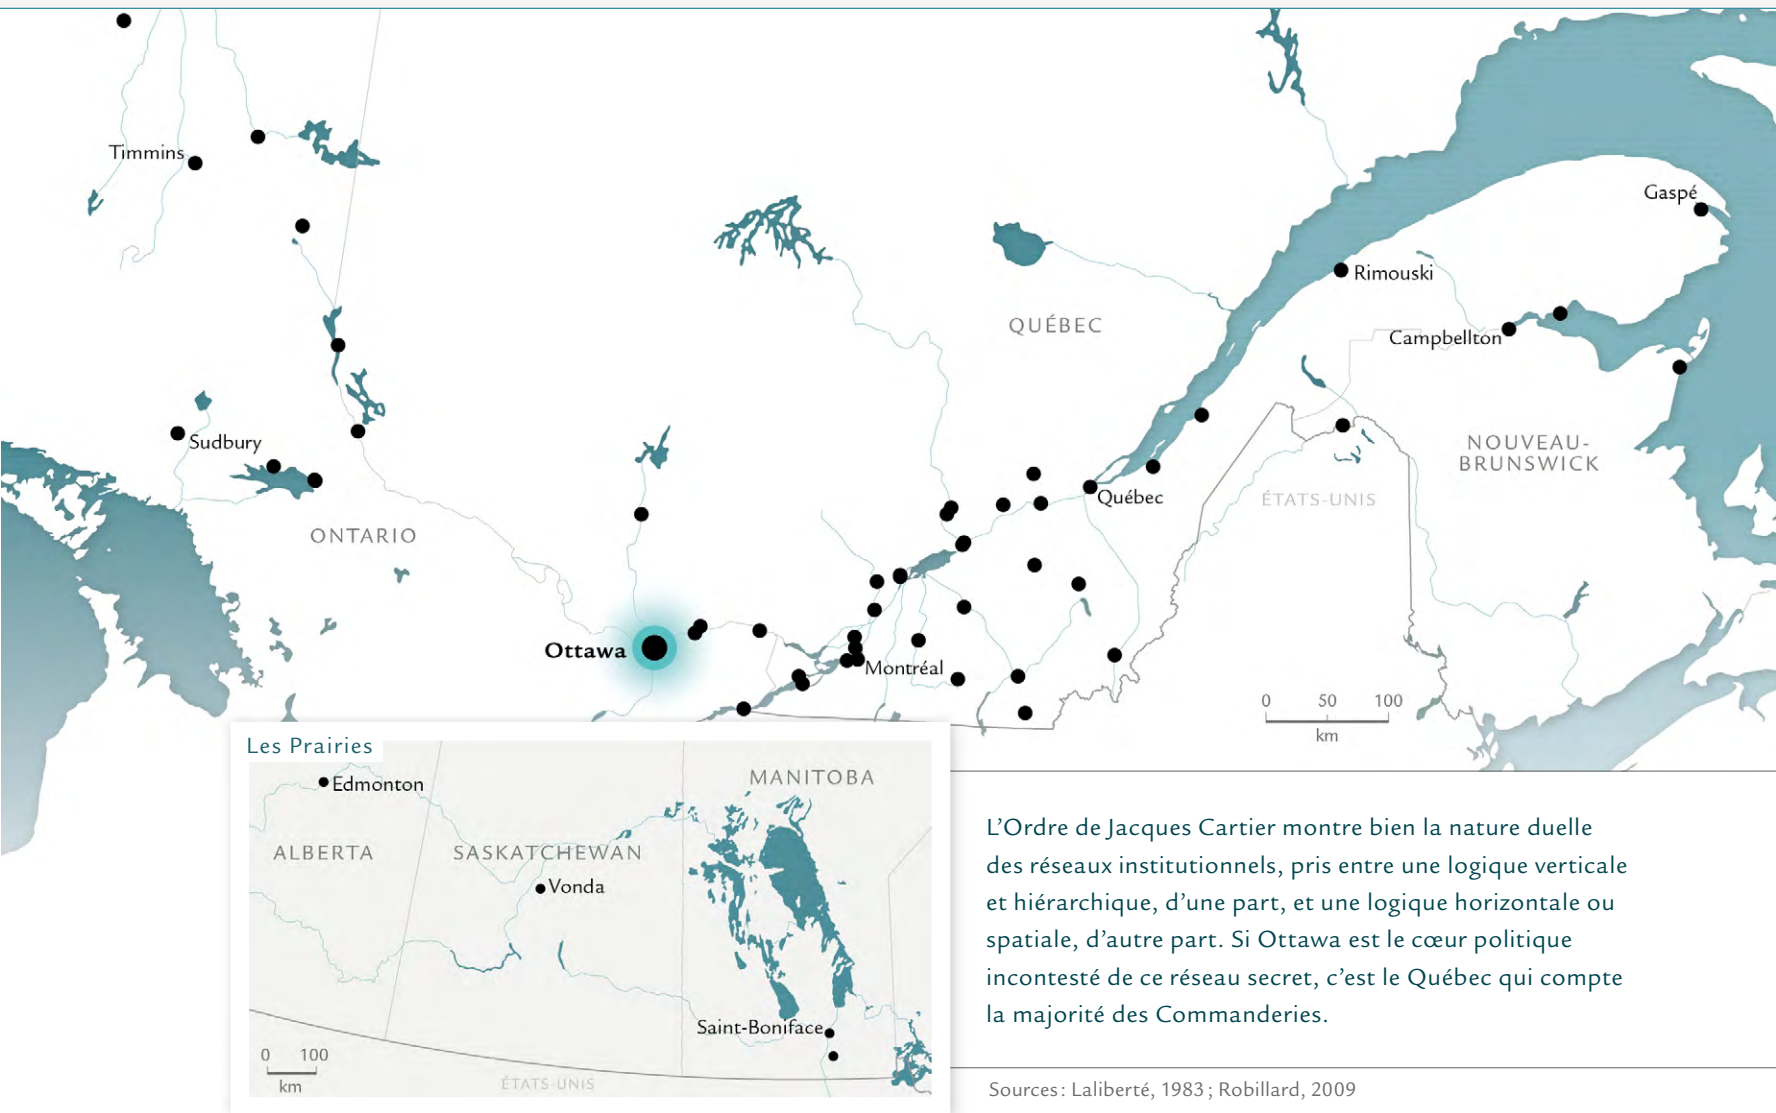 Timmins
Gaspé
Rimouski
QUÉBEC
Campbellton
Sudbury
NOUVEAU-
BRUNSWICK
Québec
ÉTATS-UNIS
ONTARIO
Ottawa
Montréal
0 50 100
km
Les Prairies
MANITOBA
Edmonton
ALBERTA
SASKATCHEWAN
Vonda
Saint-Boniface
0 100
km
ÉTATS-UNIS
L’Ordre de Jacques Cartier montre bien la nature duelle
des réseaux institutionnels, pris entre une logique verticale
et hiérarchique, d’une part, et une logique horizontale ou
spatiale, d’autre part. Si Ottawa est le cœur politique
incontesté de ce réseau secret, c’est le Québec qui compte
la majorité des Commanderies.
Sources : Laliberté, 1983 ; Robillard, 2009